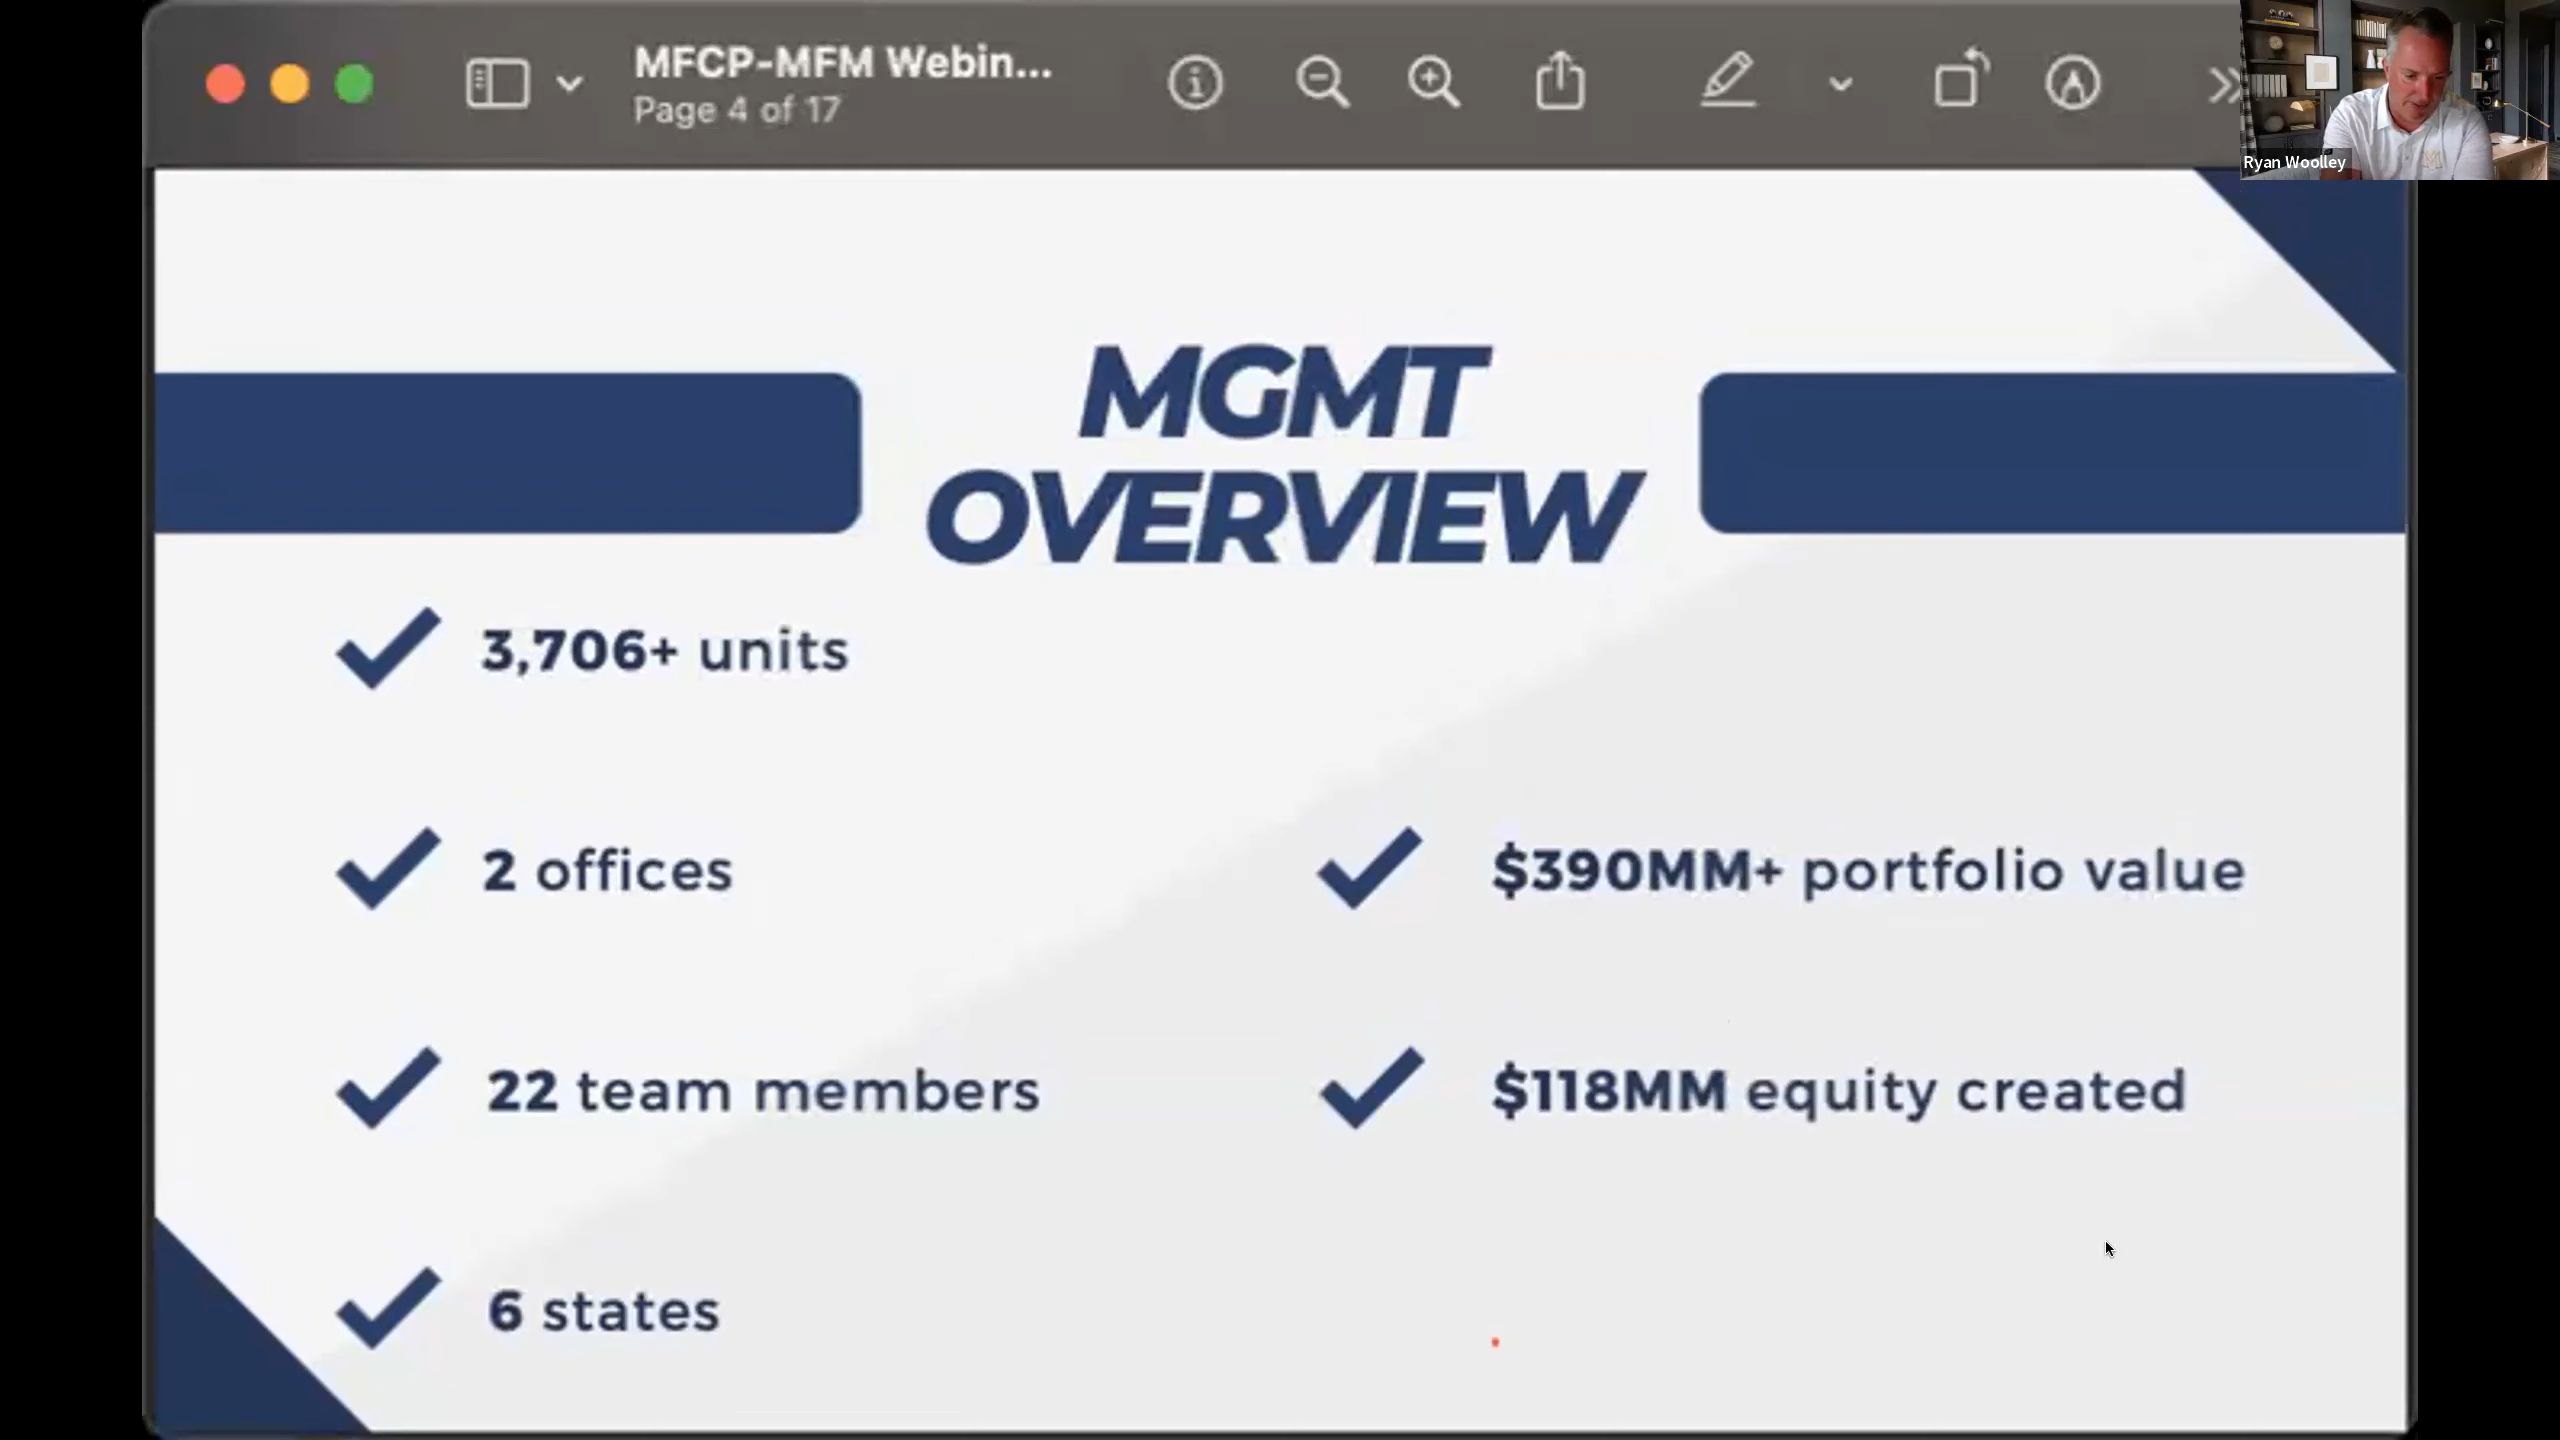 MFCP-MFM Webin...
Page 4 of 17
Ryan Woolley
MGMT
OVERVIEW
3,706+ units
2 offices
22 team members
6 states
$390MM+ portfolio value
$118MM equity created